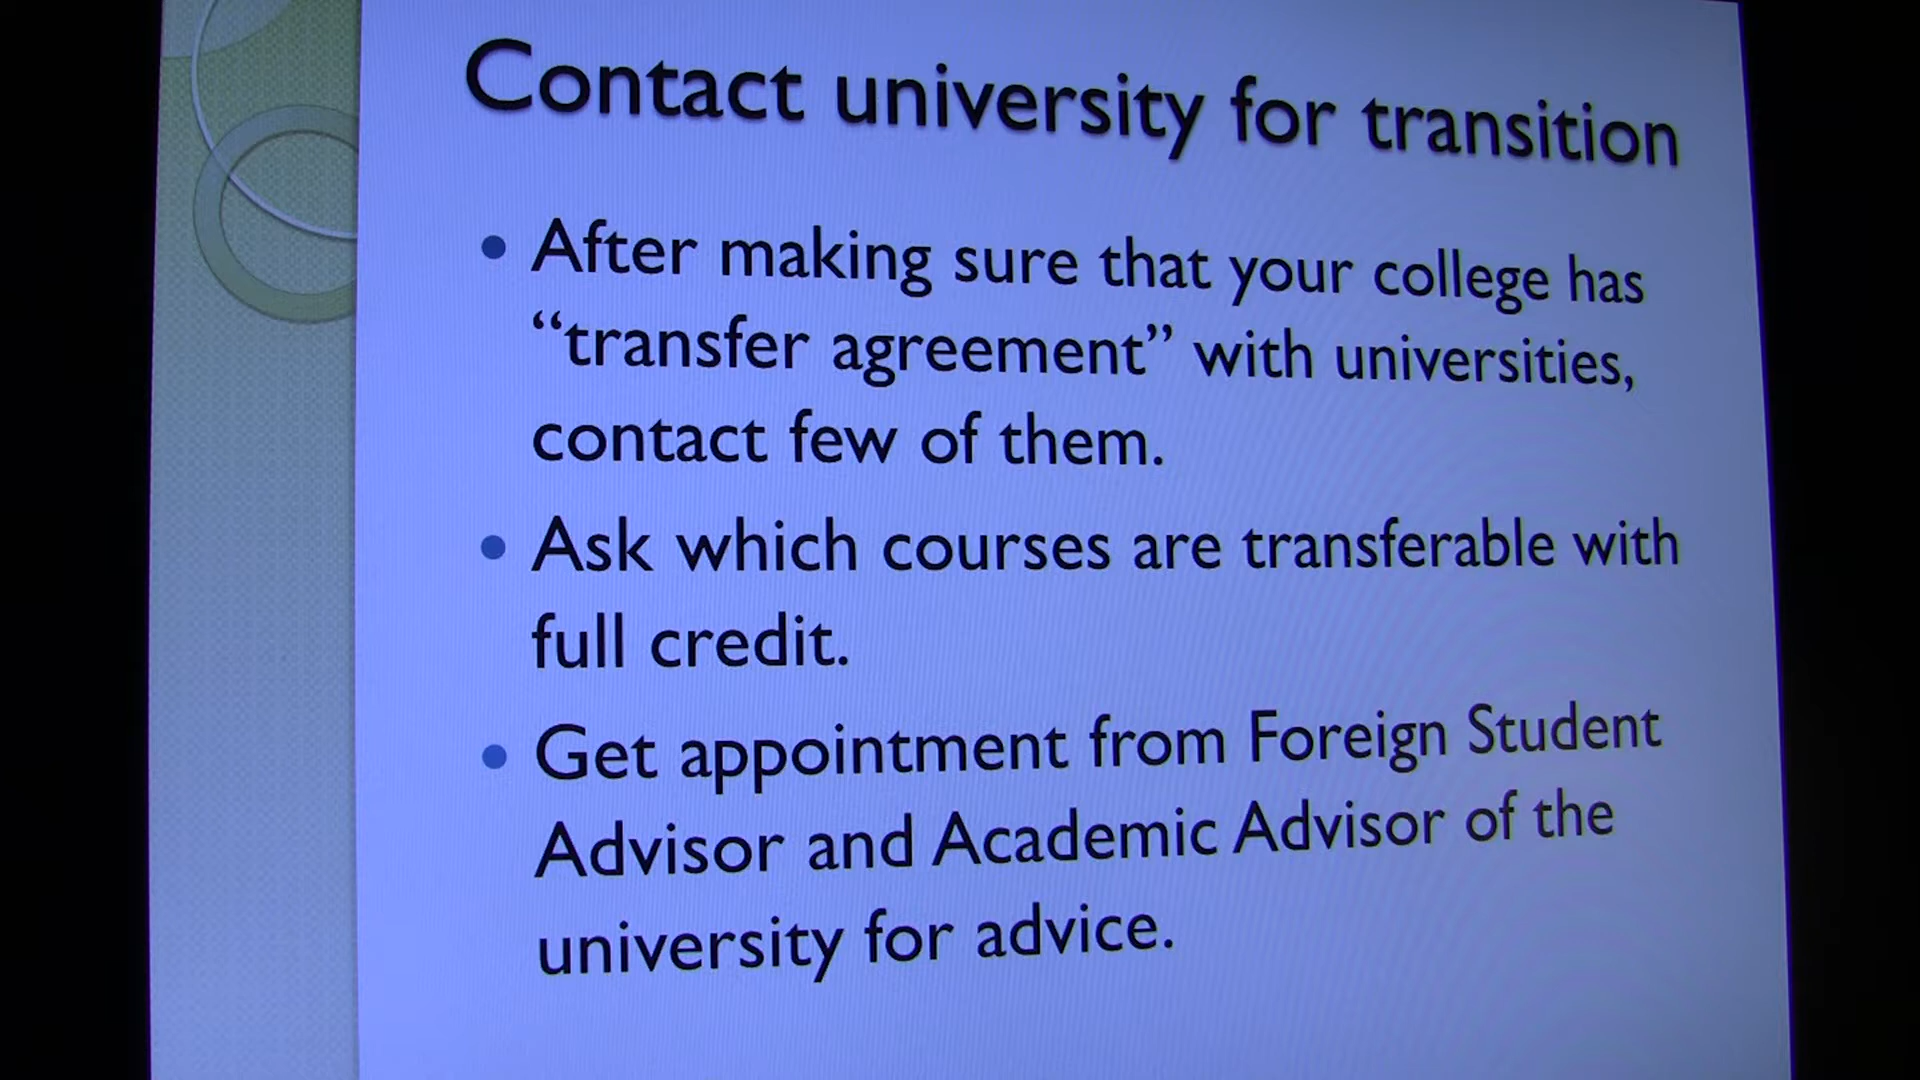 Contact university for transition
• After making sure that your college has
“transfer agreement” with universities,
contact few of them.
• Ask which courses are transferable with
full credit.
• Get appointment from Foreign Student
Advisor and Academic Advisor of the
university for advice.